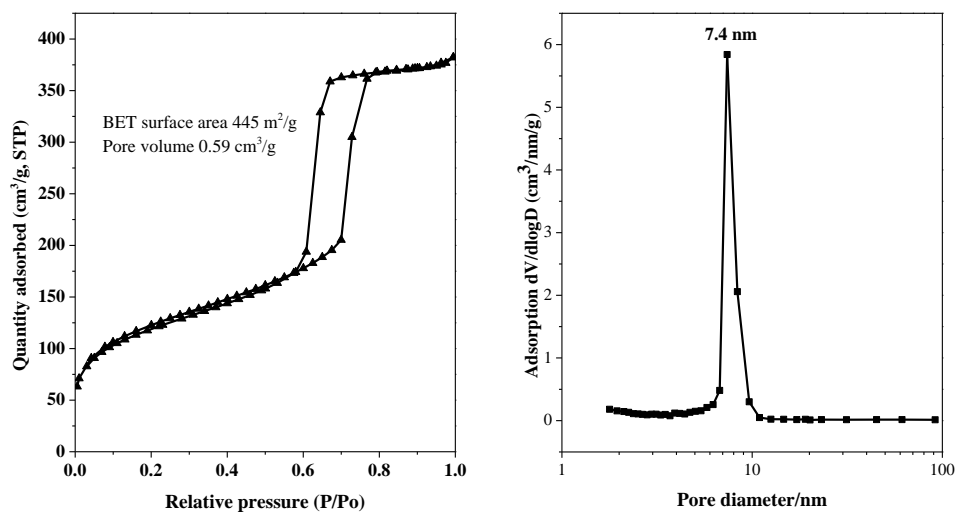 400
350
300
250
200
150
100
50
0
Quantity adsorbed (cm³/g, STP)
BET surface area 445 m²/g
Pore volume 0.59 cm³/g
0.0 0.2 0.4 0.6 0.8 1.0
Relative pressure (P/Po)
7.4 nm
6
5
4
3
2
1
0
Adsorption dV/dlogD (cm³/nm/g)
1 10 100
Pore diameter/nm